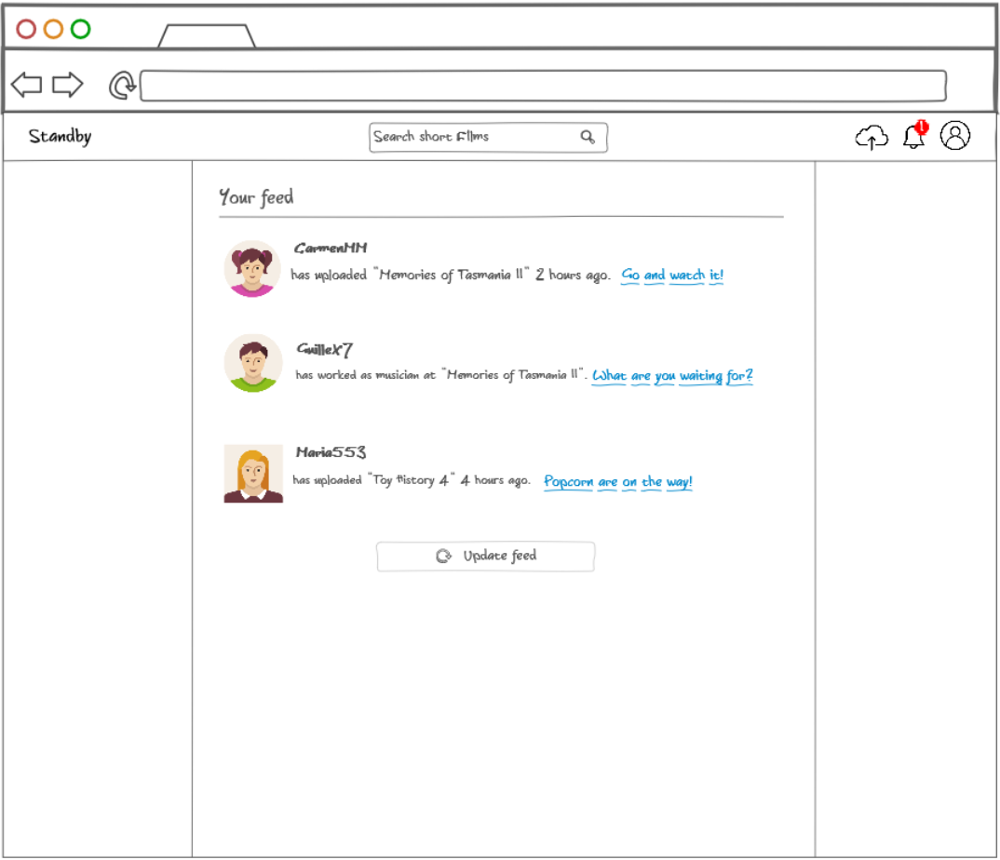 Standby
Search short Films
1
Your feed
CarmenMM
has uploaded "Memories of Tasmania II" 2 hours ago. Go and watch it!
GuilleX7
has worked as musician at "Memories of Tasmania II". What are you waiting for?
Maria553
has uploaded "Toy History 4" 4 hours ago. Popcorn are on the way!
Update feed